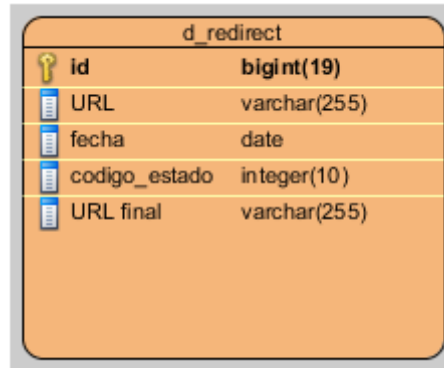 d_redirect
id bigint(19)
URL varchar(255)
fecha date
codigo_estado integer(10)
URL final varchar(255)